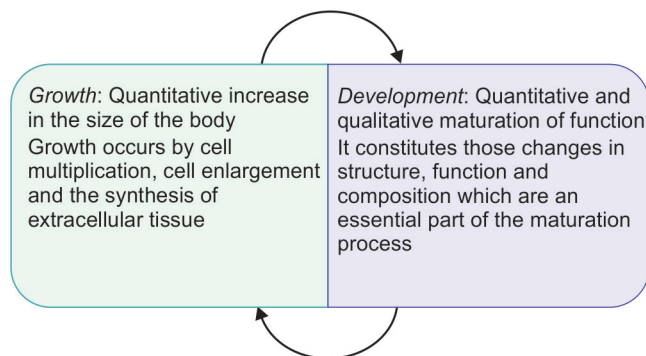 Growth: Quantitative increase
in the size of the body
Growth occurs by cell
multiplication, cell enlargement
and the synthesis of
extracellular tissue
Development: Quantitative and
qualitative maturation of function
It constitutes those changes in
structure, function and
composition which are an
essential part of the maturation
process